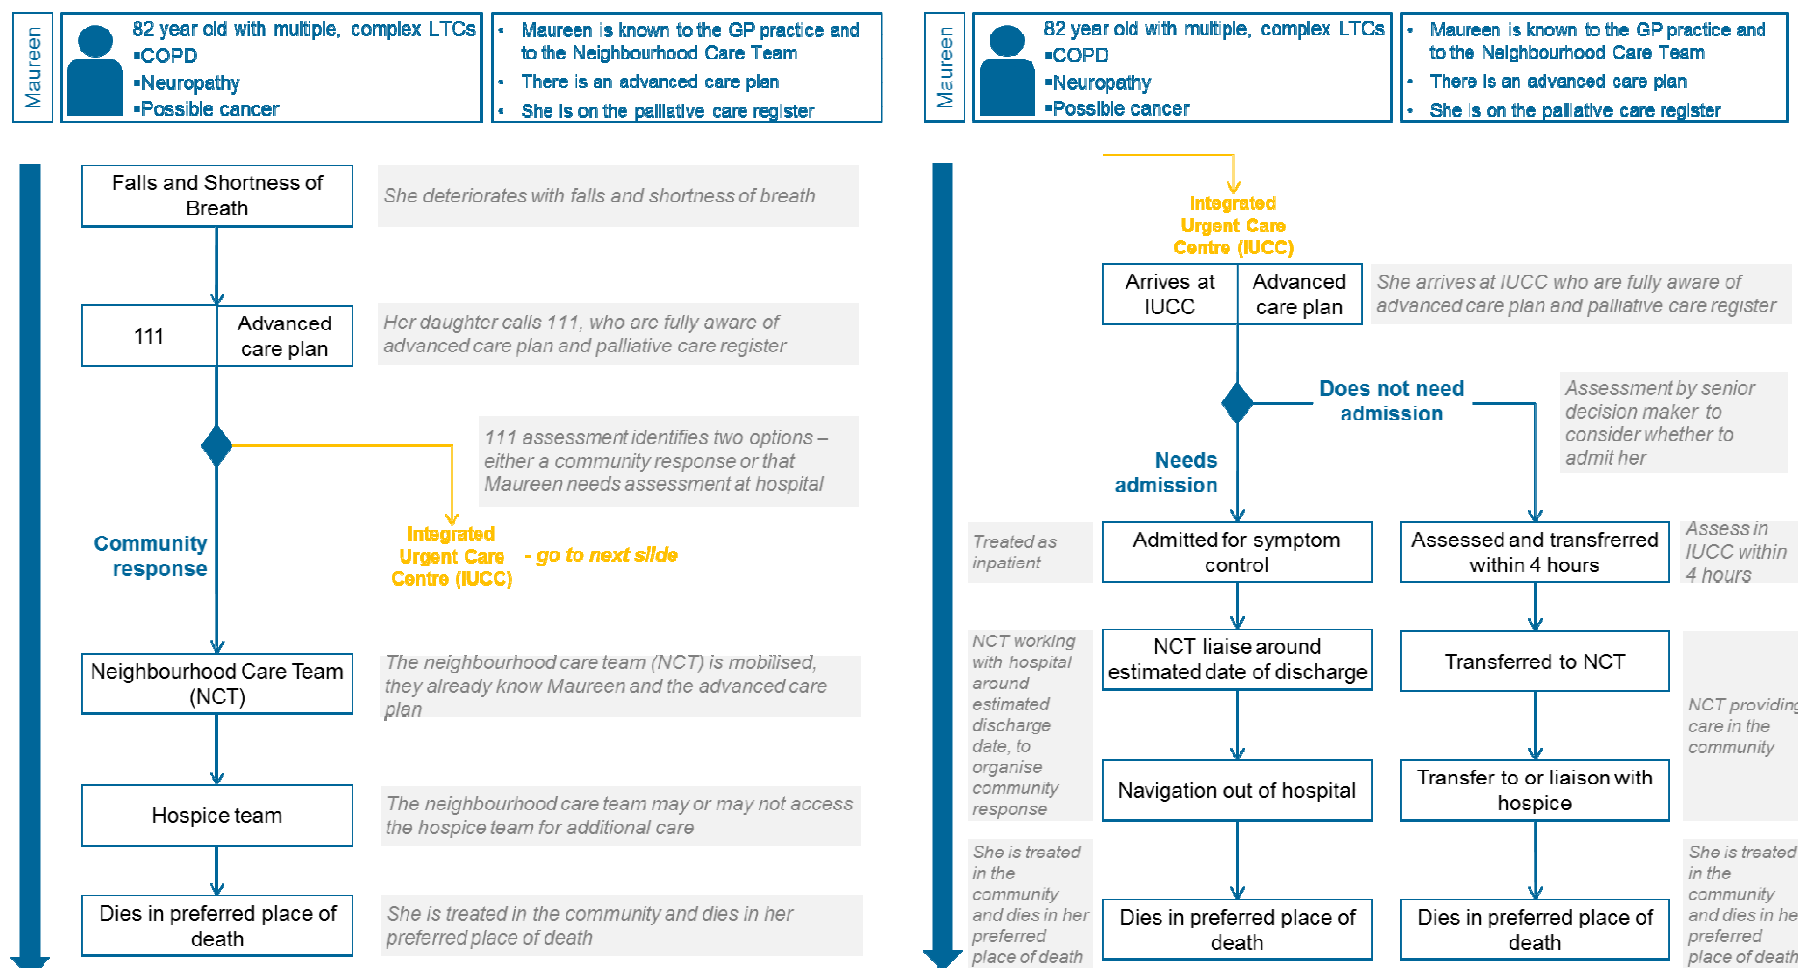 Maureen
82 year old with multiple, complex LTCs
▪COPD
▪Neuropathy
▪Possible cancer
• Maureen is known to the GP practice and
to the Neighbourhood Care Team
• There is an advanced care plan
• She is on the palliative care register
Falls and Shortness of
Breath
She deteriorates with falls and shortness of breath
111
Advanced
care plan
Her daughter calls 111, who are fully aware of
advanced care plan and palliative care register
111 assessment identifies two options –
either a community response or that
Maureen needs assessment at hospital
Community
response
Integrated
Urgent Care
Centre (IUCC)
- go to next slide
Neighbourhood Care Team
(NCT)
The neighbourhood care team (NCT) is mobilised,
they already know Maureen and the advanced care
plan
Hospice team
The neighbourhood care team may or may not access
the hospice team for additional care
Dies in preferred place of
death
She is treated in the community and dies in her
preferred place of death
Maureen
82 year old with multiple, complex LTCs
▪COPD
▪Neuropathy
▪Possible cancer
• Maureen is known to the GP practice and
to the Neighbourhood Care Team
• There is an advanced care plan
• She is on the palliative care register
Integrated
Urgent Care
Centre (IUCC)
Arrives at
IUCC
Advanced
care plan
She arrives at IUCC who are fully aware of
advanced care plan and palliative care register
Does not need
admission
Assessment by senior
decision maker to
consider whether to
admit her
Needs
admission
Treated as
inpatient
Admitted for symptom
control
Assessed and transfrerred
within 4 hours
Assess in
IUCC within
4 hours
NCT working
with hospital
around
estimated
discharge
date, to
organise
community
response
NCT liaise around
estimated date of discharge
Transferred to NCT
NCT providing
care in the
community
Navigation out of hospital
Transfer to or liaison with
hospice
She is treated
in the
community
and dies in her
preferred
place of death
Dies in preferred place of
death
Dies in preferred place of
death
She is treated
in the
community
and dies in he
preferred
place of death